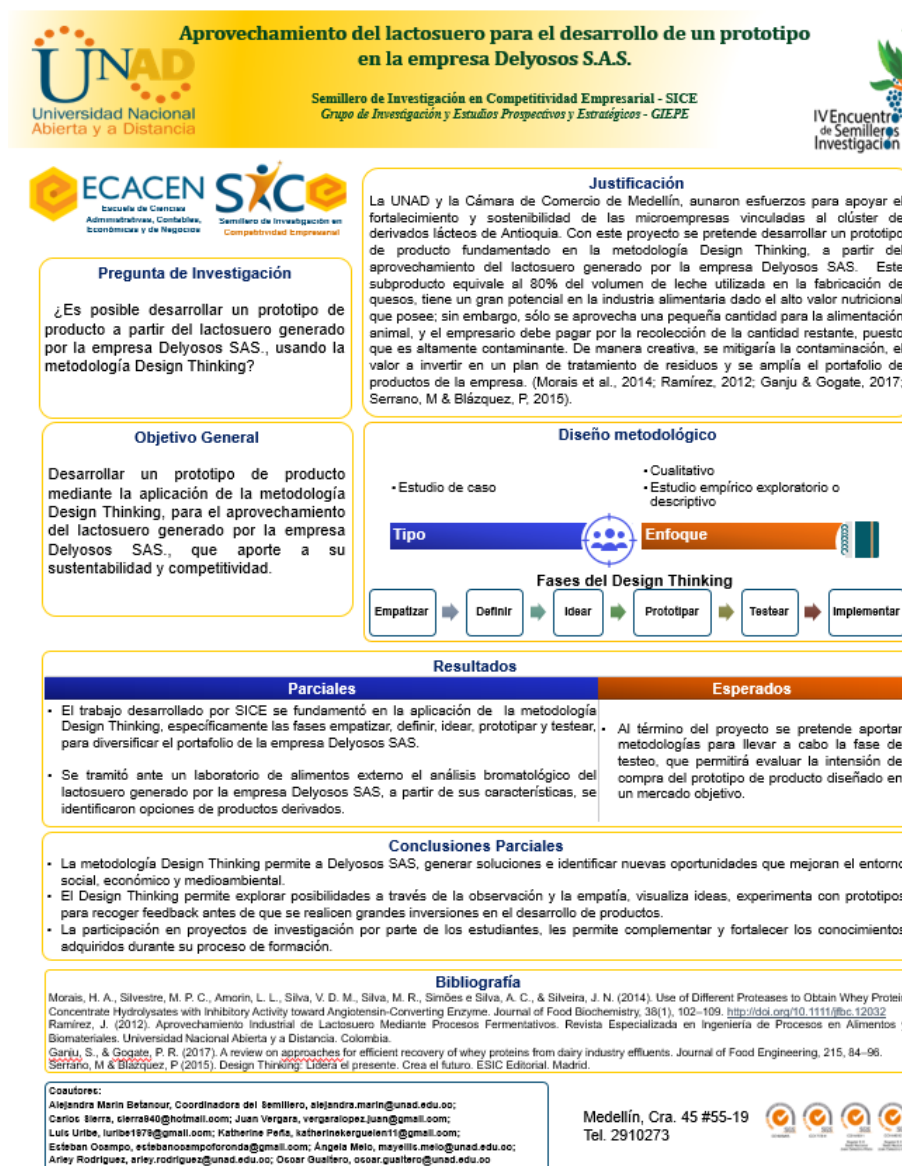 Aprovechamiento del lactosuero para el desarrollo de un prototipo
en la empresa Delyosos S.A.S.
Semillero de Investigación en Competitividad Empresarial - SICE
Grupo de Investigación y Estudios Prospectivos y Estratégicos - GIEPE
UNAD
Universidad Nacional
Abierta y a Distancia
IV Encuentro
de Semilleros
Investigación
ECACEN
Escuela de Ciencias
Administrativas, Contables,
Económicas y de Negocios
SICe
Semillero de Investigación en
Competitividad Empresarial
Justificación
La UNAD y la Cámara de Comercio de Medellín, aunaron esfuerzos para apoyar el
fortalecimiento y sostenibilidad de las microempresas vinculadas al clúster de
derivados lácteos de Antioquia. Con este proyecto se pretende desarrollar un prototipo
de producto fundamentado en la metodología Design Thinking, a partir del
aprovechamiento del lactosuero generado por la empresa Delyosos SAS. Este
subproducto equivale al 80% del volumen de leche utilizada en la fabricación de
quesos, tiene un gran potencial en la industria alimentaria dado el alto valor nutricional
que posee; sin embargo, sólo se aprovecha una pequeña cantidad para la alimentación
animal, y el empresario debe pagar por la recolección de la cantidad restante, puesto
que es altamente contaminante. De manera creativa, se mitigaría la contaminación, el
valor a invertir en un plan de tratamiento de residuos y se amplía el portafolio de
productos de la empresa. (Morais et al., 2014; Ramírez, 2012; Ganju & Gogate, 2017;
Serrano, M & Blázquez, P, 2015).
Pregunta de Investigación
¿Es posible desarrollar un prototipo de
producto a partir del lactosuero generado
por la empresa Delyosos SAS., usando la
metodología Design Thinking?
Objetivo General
Desarrollar un prototipo de producto
mediante la aplicación de la metodología
Design Thinking, para el aprovechamiento
del lactosuero generado por la empresa
Delyosos SAS., que aporte a su
sustentabilidad y competitividad.
Diseño metodológico
• Estudio de caso
• Cualitativo
• Estudio empírico exploratorio o
descriptivo
Tipo
Enfoque
Fases del Design Thinking
Empatizar
Definir
Idear
Prototipar
Testear
Implementar
Resultados
Parciales
Esperados
• El trabajo desarrollado por SICE se fundamentó en la aplicación de la metodología
Design Thinking, específicamente las fases empatizar, definir, idear, prototipar y testear,
para diversificar el portafolio de la empresa Delyosos SAS.
• Se tramitó ante un laboratorio de alimentos externo el análisis bromatológico del
lactosuero generado por la empresa Delyosos SAS, a partir de sus características, se
identificaron opciones de productos derivados.
• Al término del proyecto se pretende aportar
metodologías para llevar a cabo la fase de
testeo, que permitirá evaluar la intensión de
compra del prototipo de producto diseñado en
un mercado objetivo.
Conclusiones Parciales
• La metodología Design Thinking permite a Delyosos SAS, generar soluciones e identificar nuevas oportunidades que mejoran el entorno
social, económico y medioambiental.
• El Design Thinking permite explorar posibilidades a través de la observación y la empatía, visualiza ideas, experimenta con prototipos
para recoger feedback antes de que se realicen grandes inversiones en el desarrollo de productos.
• La participación en proyectos de investigación por parte de los estudiantes, les permite complementar y fortalecer los conocimientos
adquiridos durante su proceso de formación.
Bibliografía
Morais, H. A., Silvestre, M. P. C., Amorin, L. L., Silva, V. D. M., Silva, M. R., Simões e Silva, A. C., & Silveira, J. N. (2014). Use of Different Proteases to Obtain Whey Protein
Concentrate Hydrolysates with Inhibitory Activity toward Angiotensin-Converting Enzyme. Journal of Food Biochemistry, 38(1), 102–109. http://doi.org/10.1111/jfbc.12032
Ramírez, J. (2012). Aprovechamiento Industrial de Lactosuero Mediante Procesos Fermentativos. Revista Especializada en Ingeniería de Procesos en Alimentos y
Biomateriales. Universidad Nacional Abierta y a Distancia. Colombia.
Ganju, S., & Gogate, P. R. (2017). A review on approaches for efficient recovery of whey proteins from dairy industry effluents. Journal of Food Engineering, 215, 84–96.
Serrano, M & Blázquez, P (2015). Design Thinking: Lidera el presente. Crea el futuro. ESIC Editorial. Madrid.
Coautores:
Alejandra Marin Betancur, Coordinadora del Semillero, alejandra.marin@unad.edu.co;
Carlos Sierra, sierra940@hotmail.com; Juan Vergara, vergaralopez.juan@gmail.com;
Luis Uribe, luribe1979@gmail.com; Katherine Peña, katherinekerguelen11@gmail.com;
Esteban Ocampo, estebanocampoforonda@gmail.com; Ángela Melo, mayellis.melo@unad.edu.co;
Arley Rodriguez, arley.rodriguez@unad.edu.co; Oscar Gualtero, oscar.gualtero@unad.edu.co
Medellín, Cra. 45 #55-19
Tel. 2910273
SGS
SGS
SGS
SGS